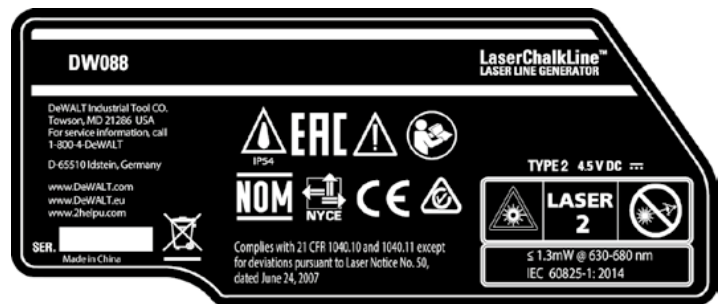 DW088
LaserChalkLine™
LASER LINE GENERATOR
DeWALT Industrial Tool CO.
Towson, MD 21286 USA
For service information, call
1-800-4-DeWALT
D-65510 Idstein, Germany
www.DeWALT.com
www.DeWALT.eu
www.2helpu.com
SER.
Made in China
IP54
EAC
NOM
NYCE
CE
Complies with 21 CFR 1040.10 and 1040.11 except
for deviations pursuant to Laser Notice No. 50,
dated June 24, 2007
TYPE 2 4.5 V DC ⎓
LASER
2
≤ 1.3mW @ 630-680 nm
IEC 60825-1: 2014